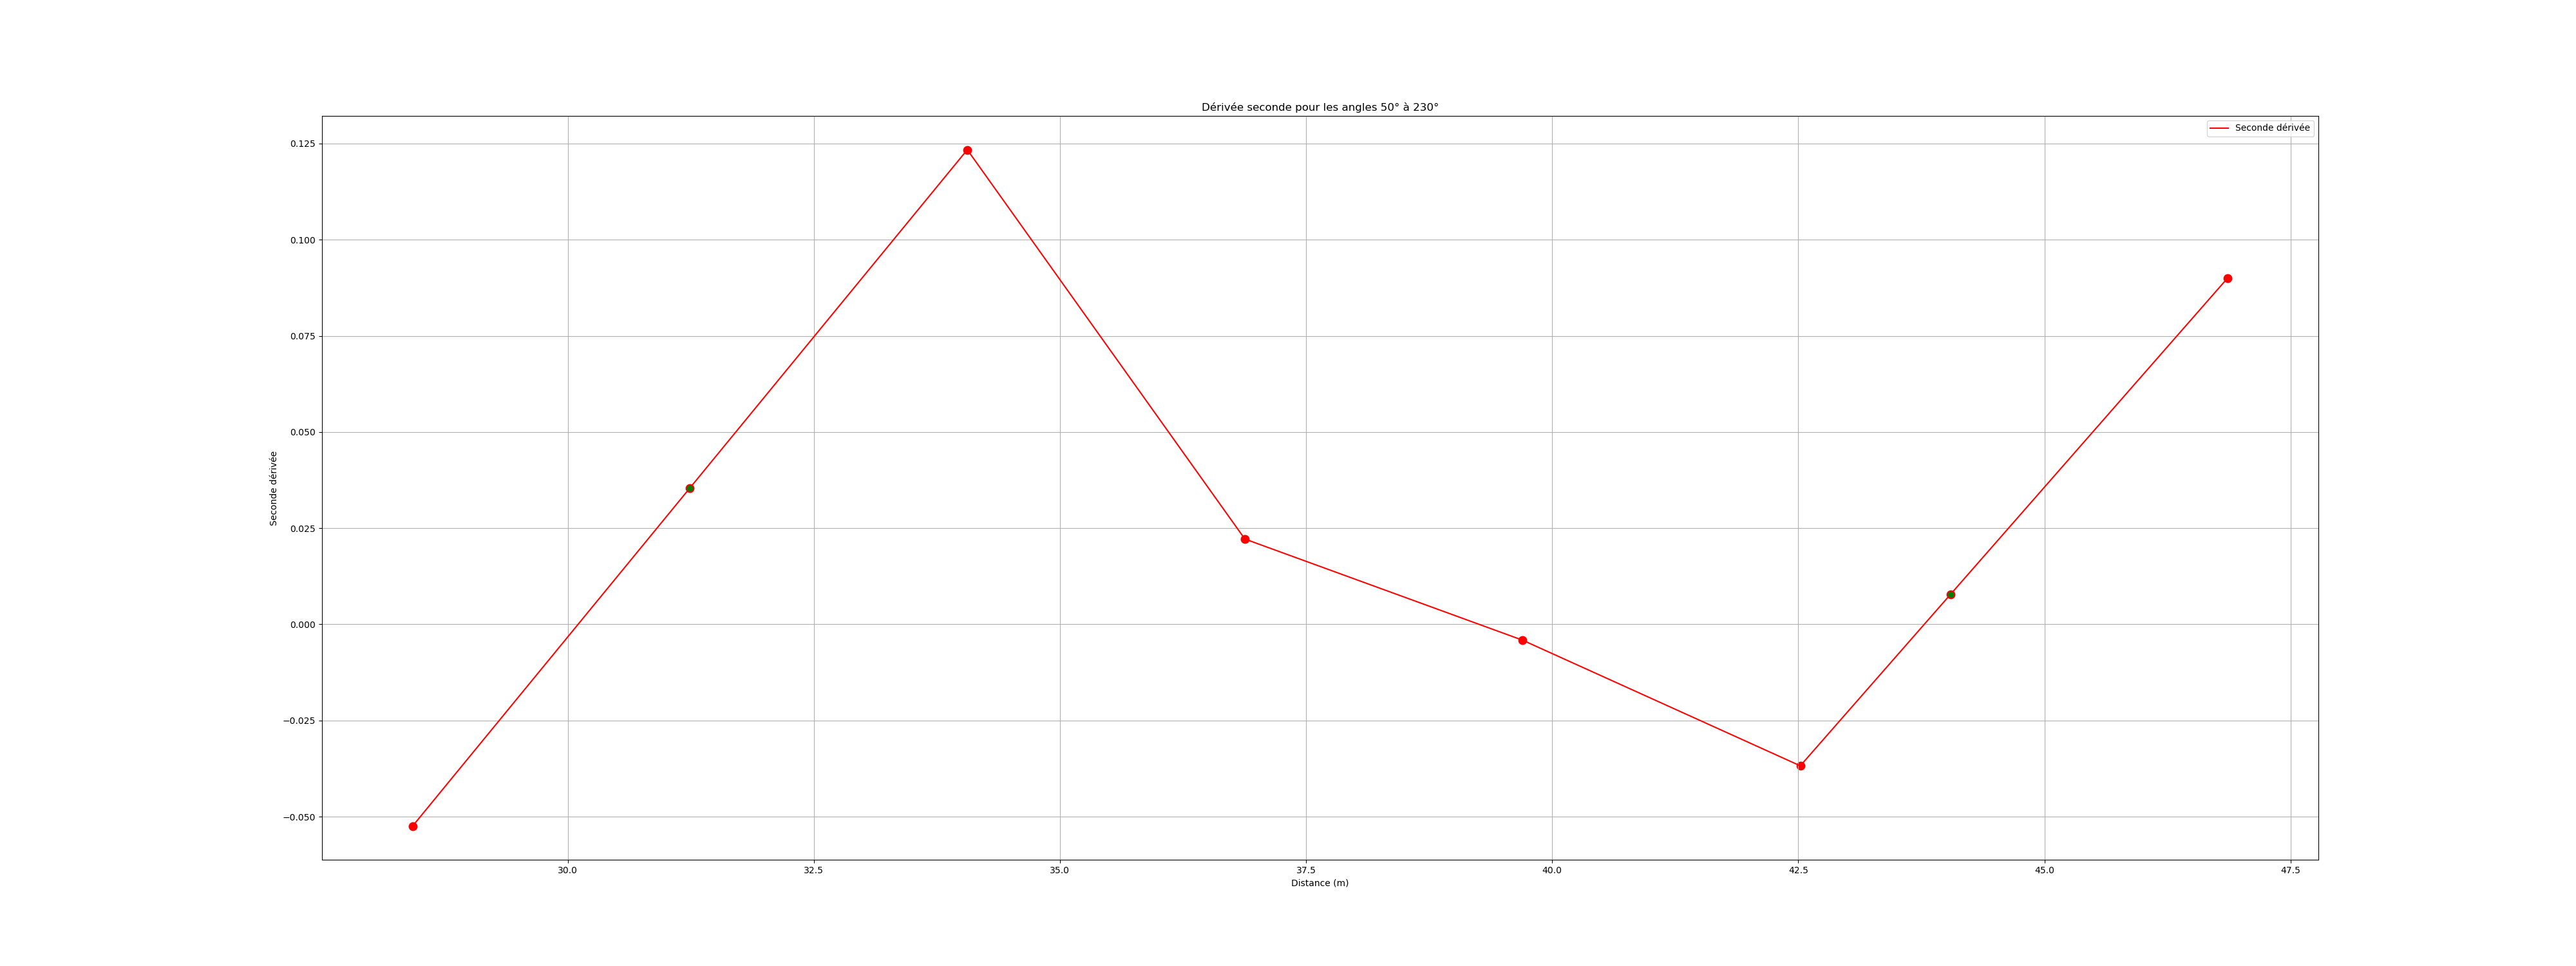 Dérivée seconde pour les angles 50° à 230°
Seconde dérivée
0.125
0.100
0.075
0.050
0.025
0.000
−0.025
−0.050
Seconde dérivée
30.0 32.5 35.0 37.5 40.0 42.5 45.0 47.5
Distance (m)